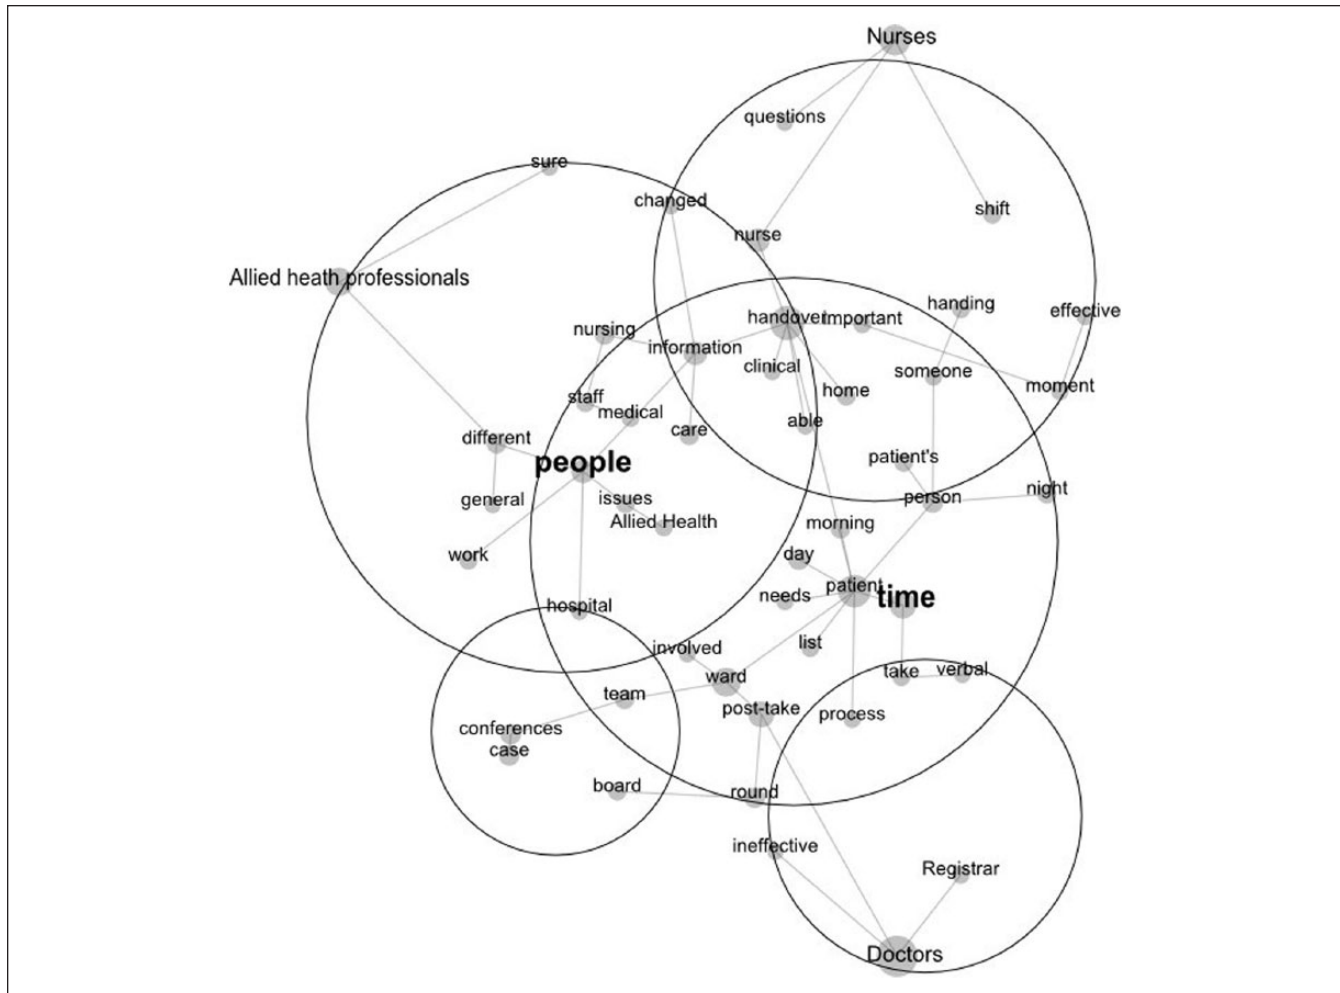 Nurses
questions
sure
changed
shift
nurse
Allied heath professionals
handing
effective
handover
important
nursing
information
clinical
someone
moment
home
staff
medical
able
care
different
patient's
people
night
general
issues
person
Allied Health
morning
work
day
patient
time
needs
hospital
list
involved
take
verbal
ward
team
post-take
process
conferences
case
board
round
ineffective
Registrar
Doctors